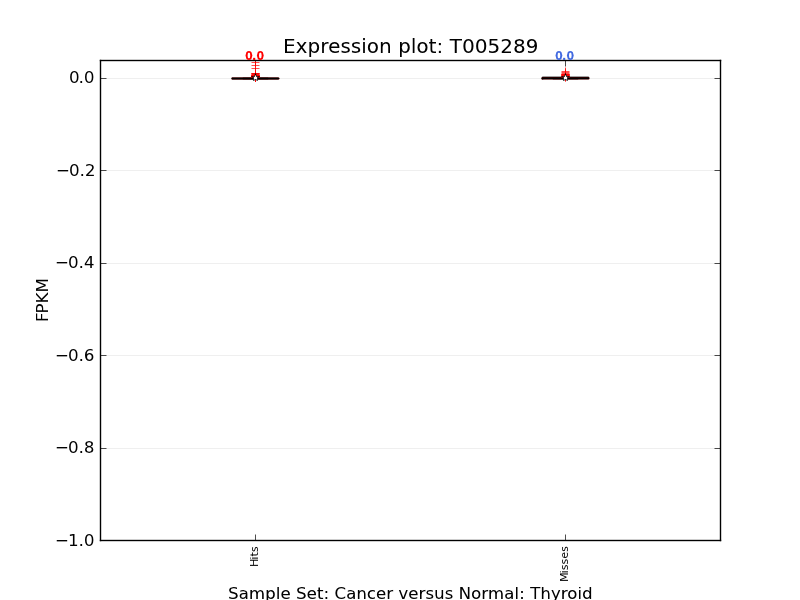 Expression plot: T005289
0.0 0.0
0.0
−0.2
−0.4
−0.6
−0.8
−1.0
FPKM
Hits Misses
Sample Set: Cancer versus Normal: Thyroid